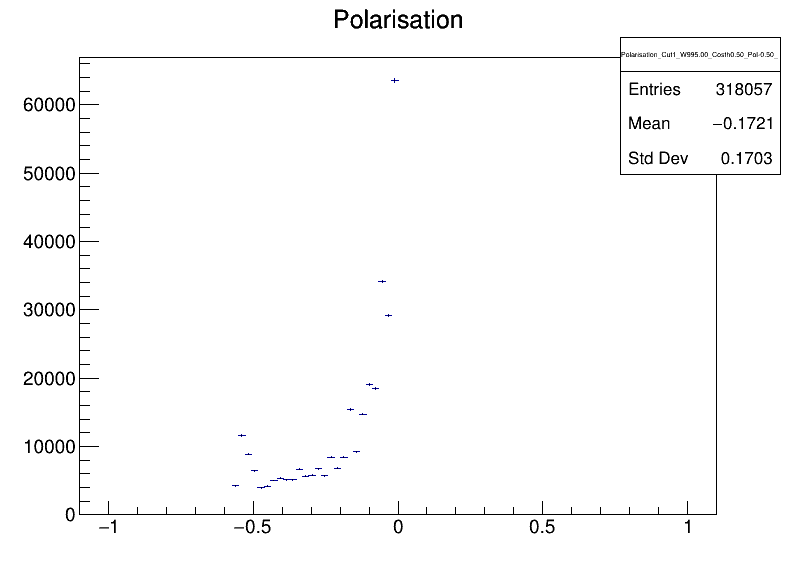 Polarisation
Polarisation_Cut1_W995.00_Costh0.50_Pol-0.50_
Entries 318057
Mean −0.1721
Std Dev 0.1703
60000
50000
40000
30000
20000
10000
0
−1 −0.5 0 0.5 1